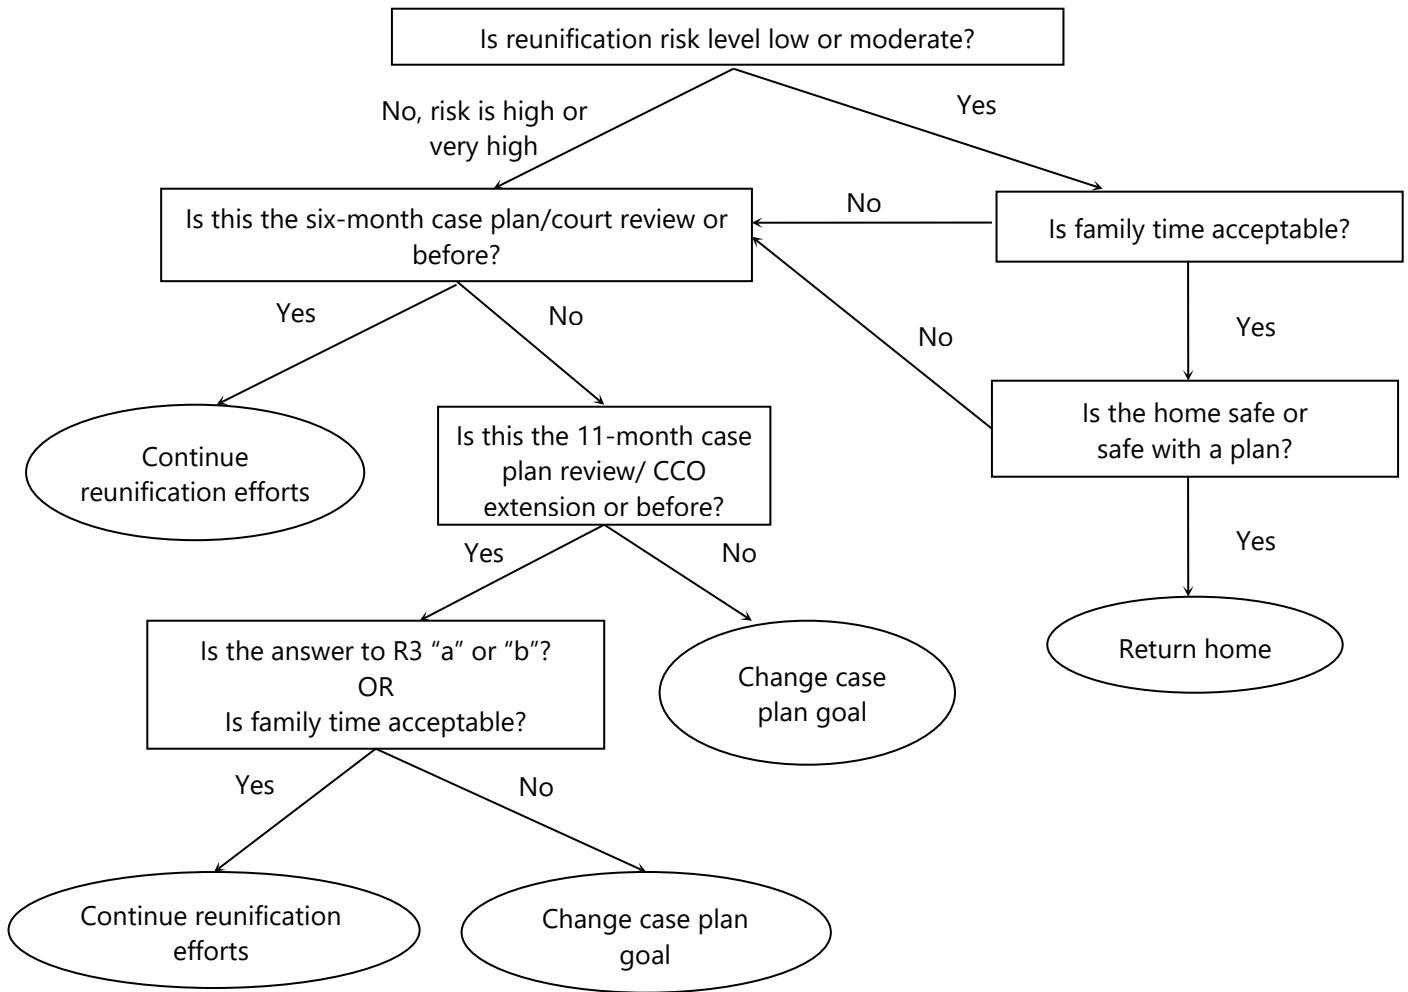 Is reunification risk level low or moderate?
No, risk is high or
very high
Yes
Is this the six-month case plan/court review or
before?
No
Is family time acceptable?
Yes
No
No
Yes
Is the home safe or
safe with a plan?
Continue
reunification efforts
Is this the 11-month case
plan review/ CCO
extension or before?
Yes
No
Yes
Is the answer to R3 “a” or “b”?
OR
Is family time acceptable?
Change case
plan goal
Return home
Yes
No
Continue reunification
efforts
Change case plan
goal